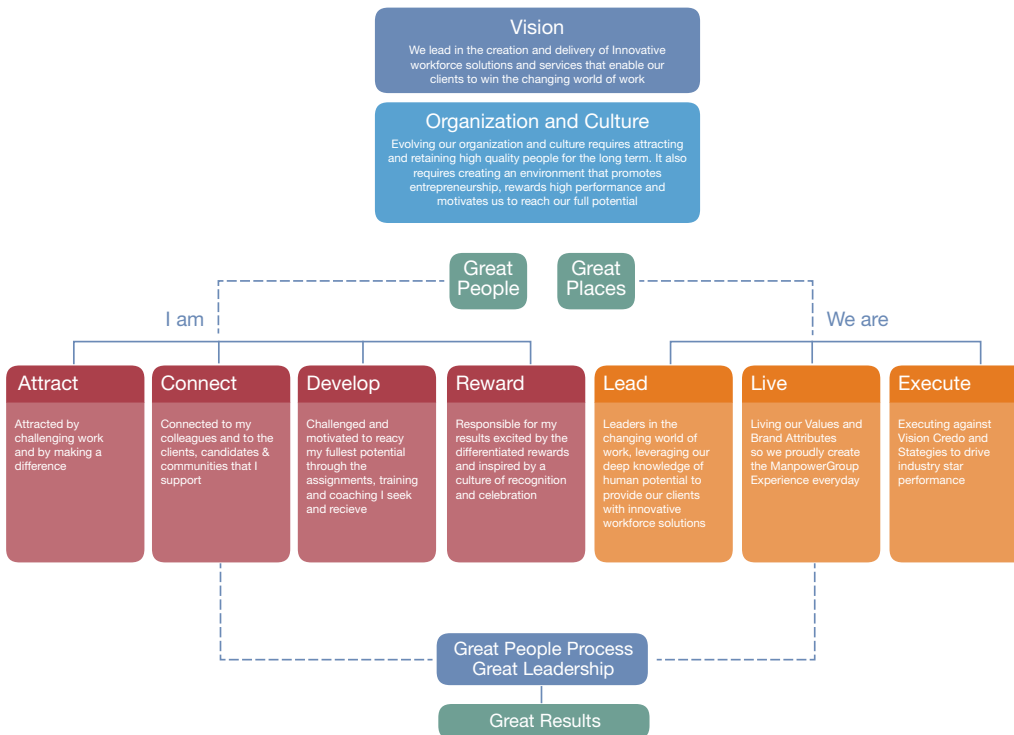 Vision
We lead in the creation and delivery of Innovative
workforce solutions and services that enable our
clients to win the changing world of work
Organization and Culture
Evolving our organization and culture requires attracting
and retaining high quality people for the long term. It also
requires creating an environment that promotes
entrepreneurship, rewards high performance and
motivates us to reach our full potential
Great
People
Great
Places
I am
We are
Attract
Attracted by
challenging work
and by making a
difference
Connect
Connected to my
colleagues and to the
clients, candidates &
communities that I
support
Develop
Challenged and
motivated to reacy
my fullest potential
through the
assignments, training
and coaching I seek
and recieve
Reward
Responsible for my
results excited by the
differentiated rewards
and inspired by a
culture of recognition
and celebration
Lead
Leaders in the
changing world of
work, leveraging our
deep knowledge of
human potential to
provide our clients
with innovative
workforce solutions
Live
Living our Values and
Brand Attributes
so we proudly create
the ManpowerGroup
Experience everyday
Execute
Executing against
Vision Credo and
Strategies to drive
industry star
performance
Great People Process
Great Leadership
Great Results